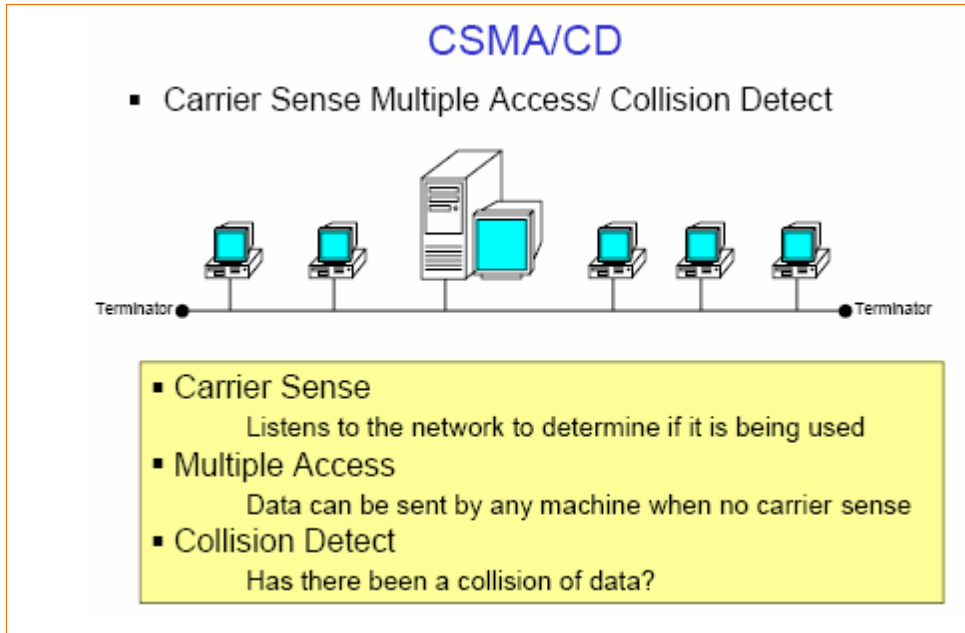 CSMA/CD
▪ Carrier Sense Multiple Access/ Collision Detect
Terminator
Terminator
▪ Carrier Sense
Listens to the network to determine if it is being used
▪ Multiple Access
Data can be sent by any machine when no carrier sense
▪ Collision Detect
Has there been a collision of data?